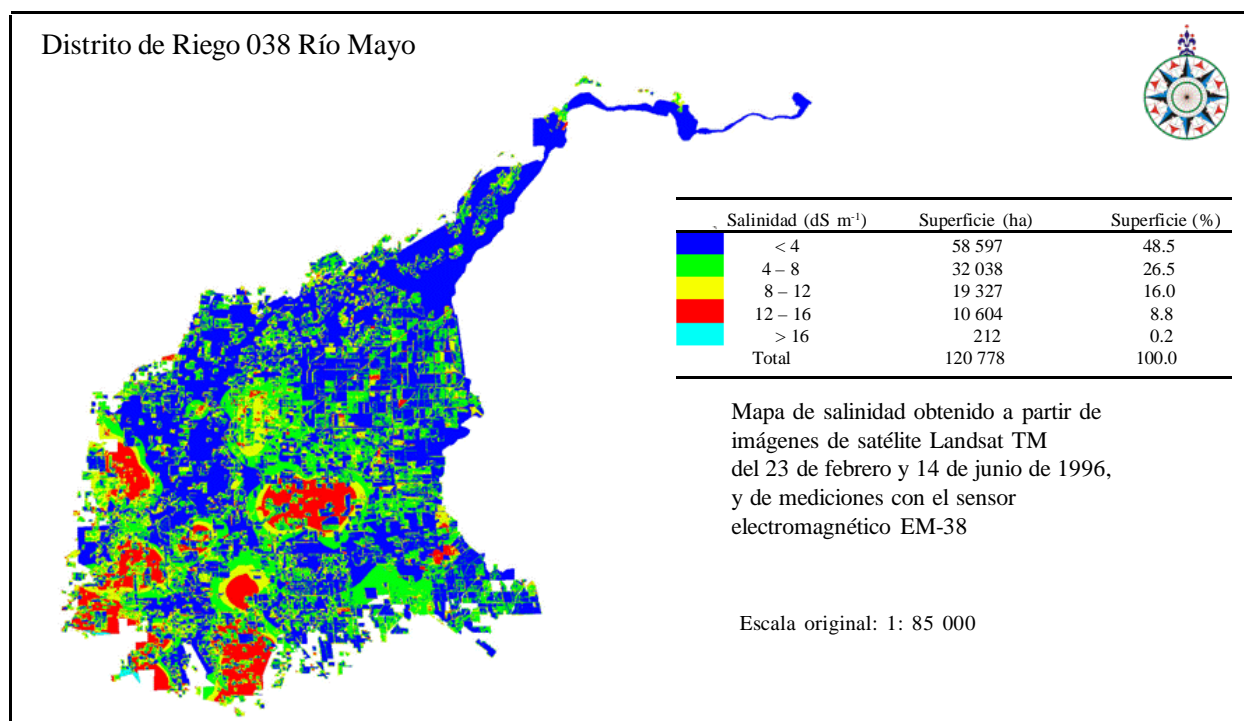 Distrito de Riego 038 Río Mayo
Salinidad (dS m⁻¹) Superficie (ha) Superficie (%)
< 4 58 597 48.5
4 – 8 32 038 26.5
8 – 12 19 327 16.0
12 – 16 10 604 8.8
> 16 212 0.2
Total 120 778 100.0
Mapa de salinidad obtenido a partir de
imágenes de satélite Landsat TM
del 23 de febrero y 14 de junio de 1996,
y de mediciones con el sensor
electromagnético EM-38
Escala original: 1: 85 000